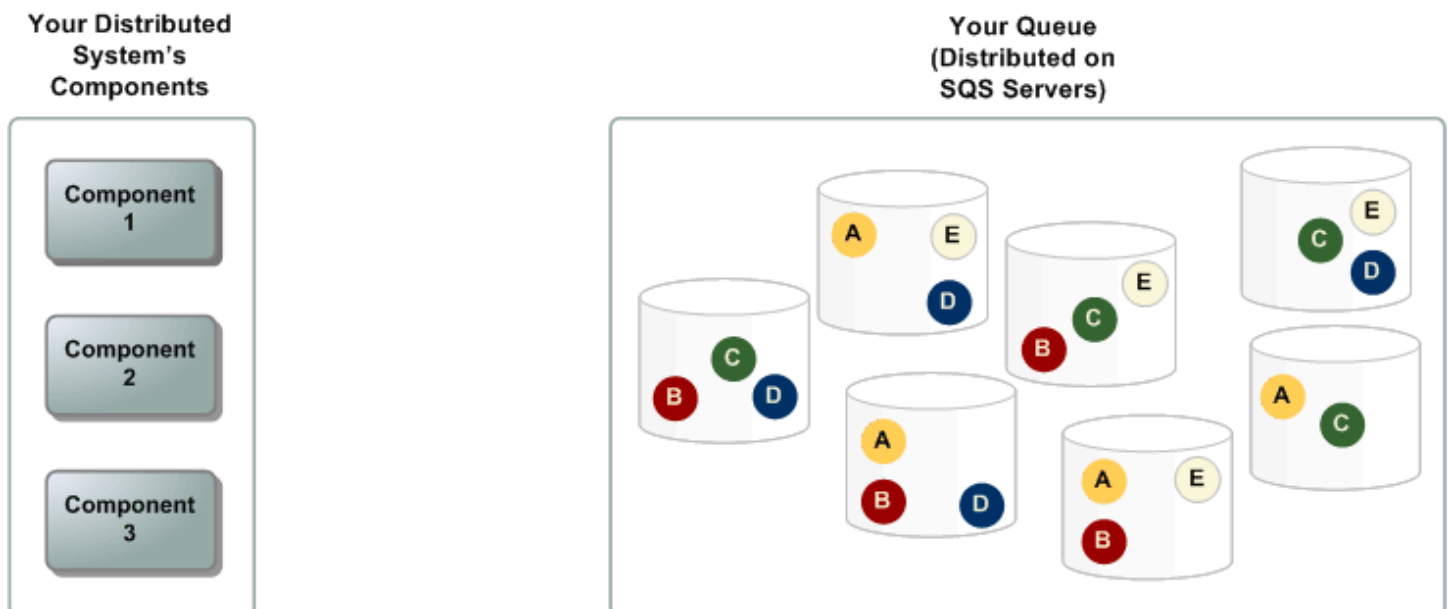 Your Distributed
System's
Components
Your Queue
(Distributed on
SQS Servers)
Component
1
Component
2
Component
3
A
E
D
B
C
E
E
C
D
C
B
D
A
B
D
A
E
B
A
C